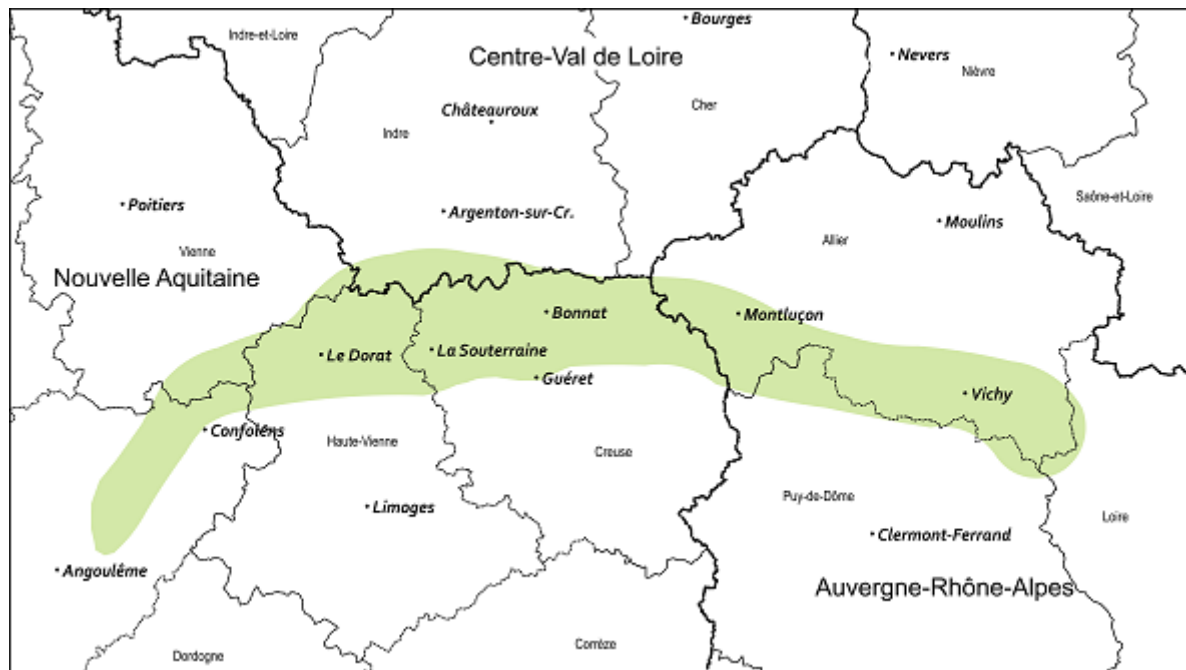 Bourges
Indre-et-Loire
Centre-Val de Loire
Nevers
Nièvre
Châteauroux
Cher
Indre
Poitiers
Argenton-sur-Cr.
Saône-et-Loire
Moulins
Allier
Vienne
Nouvelle Aquitaine
Bonnat
Montluçon
Le Dorat
La Souterraine
Guéret
Vichy
Confolens
Haute-Vienne
Creuse
Puy-de-Dôme
Limoges
Loire
Clermont-Ferrand
Angoulême
Auvergne-Rhône-Alpes
Corrèze
Dordogne